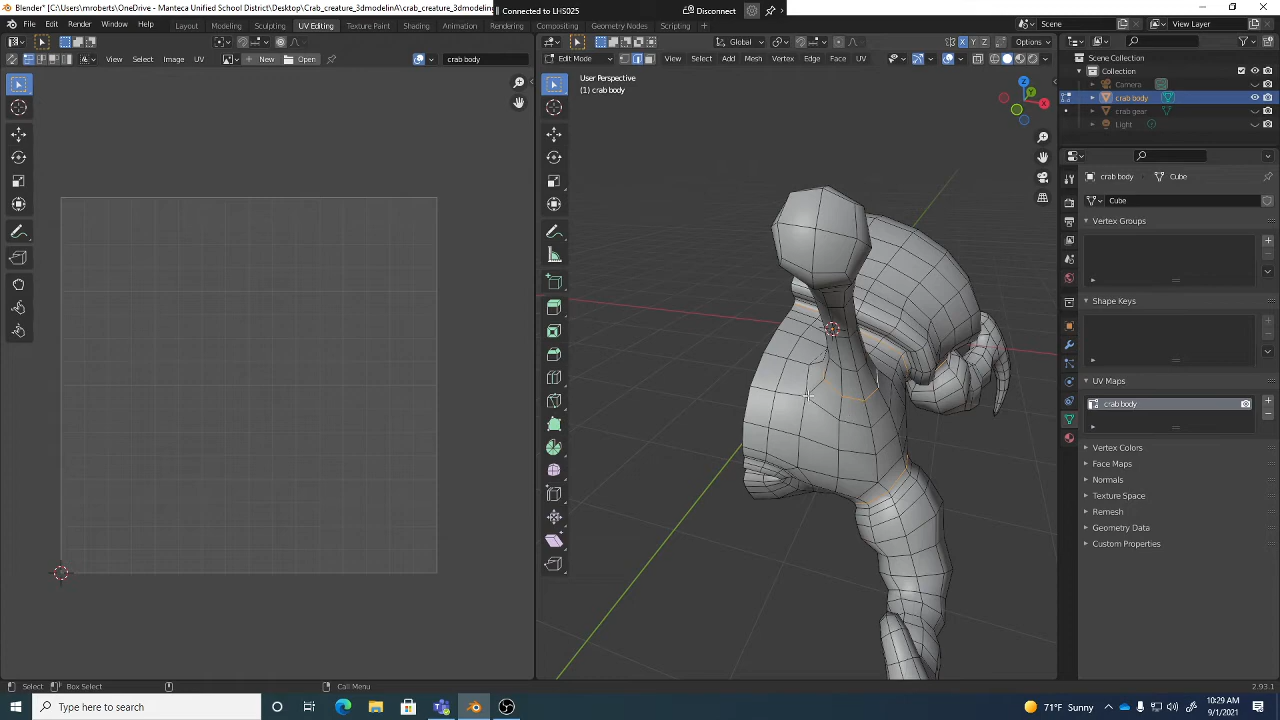 Blender* [C:\Users\mroberts\OneDrive - Manteca Unified School District\Desktop\Crab_creature_3dmodelinA\crab_creature_3dmodelin
Connected to LHS025
Disconnect
File Edit Render Window Help
Layout Modeling Sculpting UV Editing Texture Paint Shading Animation Rendering Compositing Geometry Nodes Scripting
Scene
View Layer
View Select Image UV
New
Open
crab body
Global
X Y Z
Options
Edit Mode
View Select Add Mesh Vertex Edge Face UV
User Perspective
(1) crab body
Z
Y
X
Scene Collection
Collection
Camera
crab body
crab gear
Light
crab body
Cube
Cube
Vertex Groups
Shape Keys
UV Maps
crab body
Vertex Colors
Face Maps
Normals
Texture Space
Remesh
Geometry Data
Custom Properties
Select
Box Select
Call Menu
2.93.1
Type here to search
71°F Sunny
10:29 AM
9/1/2021